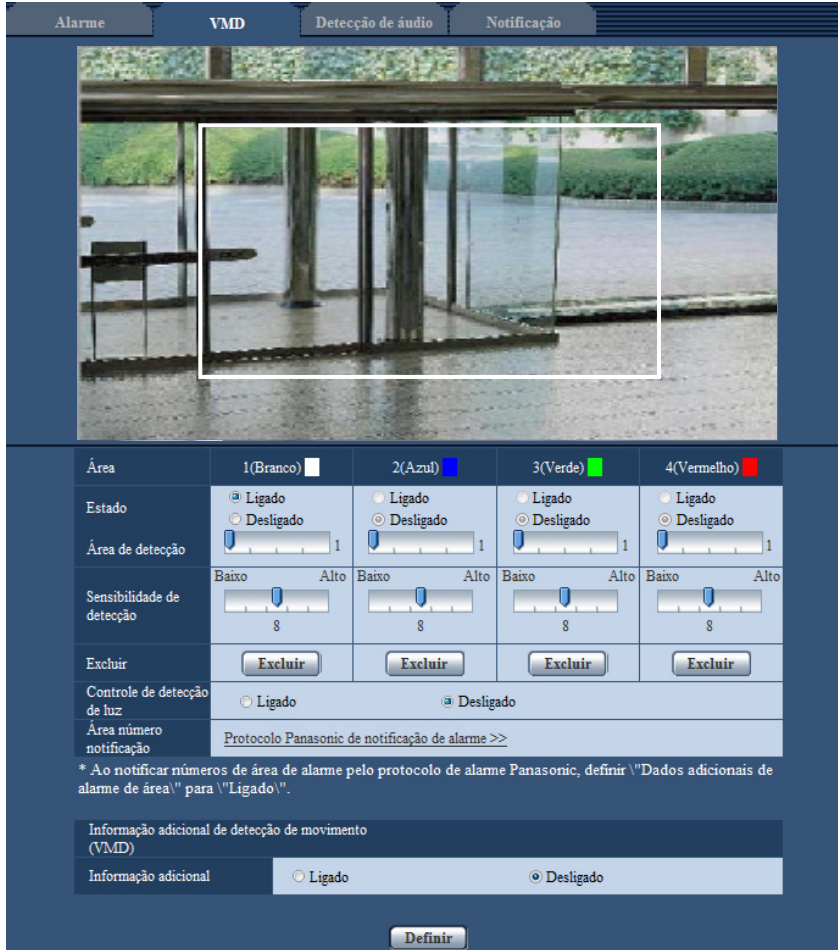 Alarme VMD Detecção de áudio Notificação
Área 1(Branco) 2(Azul) 3(Verde) 4(Vermelho)
Estado
Ligado Ligado Ligado Ligado
Desligado Desligado Desligado Desligado
Área de detecção 1 1 1 1
Baixo Alto Baixo Alto Baixo Alto Baixo Alto
Sensibilidade de
detecção
8 8 8 8
Excluir Excluir Excluir Excluir Excluir
Controle de detecção
de luz
Ligado Desligado
Área número
notificação
Protocolo Panasonic de notificação de alarme >>
* Ao notificar números de área de alarme pelo protocolo de alarme Panasonic, definir \"Dados adicionais de
alarme de área\" para \"Ligado\".
Informação adicional de detecção de movimento
(VMD)
Informação adicional Ligado Desligado
Definir